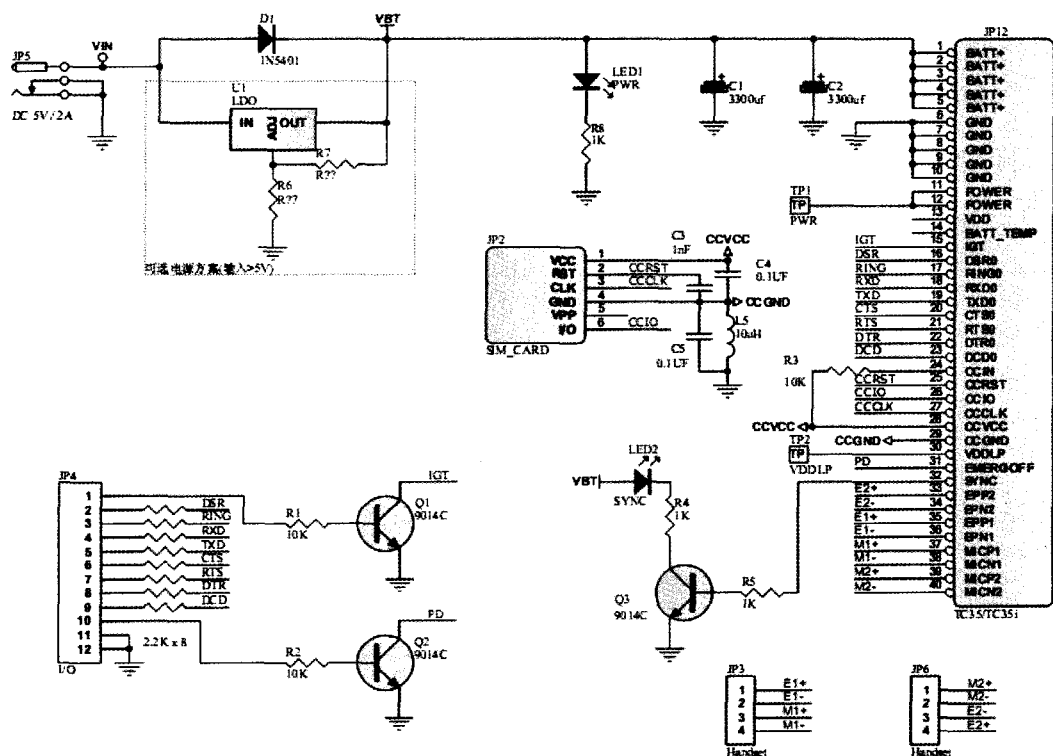 JP5
VIN
DC 5V/2A
D1
1N5401
VBT
U1
LDO
IN
ADJ
OUT
R7
R??
R6
R??
可选电源方案(输入>5V)
LED1
PWR
R8
1K
C1
3300uf
C2
3300uf
TP1
TP
PWR
JP2
VCC 1
RST 2 CCRST
CLK 3 CCCLK
GND 4
VPP 5
I/O 6 CCIO
SIM_CARD
C3
1nF
CCVCC
C4
0.1UF
CCGND
L5
10uH
C5
0.1UF
R3
10K
CCVCC
CCGND
TP2
TP
VDDLP
JP12
1 BATT+
2 BATT+
3 BATT+
4 BATT+
5 BATT+
6 GND
7 GND
8 GND
9 GND
10 GND
11 POWER
12 POWER
13 VDD
14 BATT_TEMP
IGT 15 IGT
DSR 16 DSR0
RING 17 RING0
RXD 18 RXD0
TXD 19 TXD0
CTS 20 CTS0
RTS 21 RTS0
DTR 22 DTR0
DCD 23 DCD0
24 CCIN
CCRST 25 CCRST
CCIO 26 CCIO
CCCLK 27 CCCLK
28 CCVCC
29 CCGND
30 VDDLP
PD 31 EMERGOFF
32 SYNC
E2+ 33 EPP2
E2- 34 EPN2
E1+ 35 EPP1
E1- 36 EPN1
M1+ 37 MICP1
M1- 38 MICN1
M2+ 39 MICP2
M2- 40 MICN2
TC35/TC35i
JP4
1
2 DSR
3 RING
4 RXD
5 TXD
6 CTS
7 RTS
8 DTR
9 DCD
10
11
12
2.2K x 8
I/O
R1
10K
IGT
Q1
9014C
R2
10K
PD
Q2
9014C
LED2
VBT
SYNC
R4
1K
Q3
9014C
R5
1K
JP3
1 E1+
2 E1-
3 M1+
4 M1-
Handset
JP6
1 M2+
2 M2-
3 E2-
4 E2+
Handset